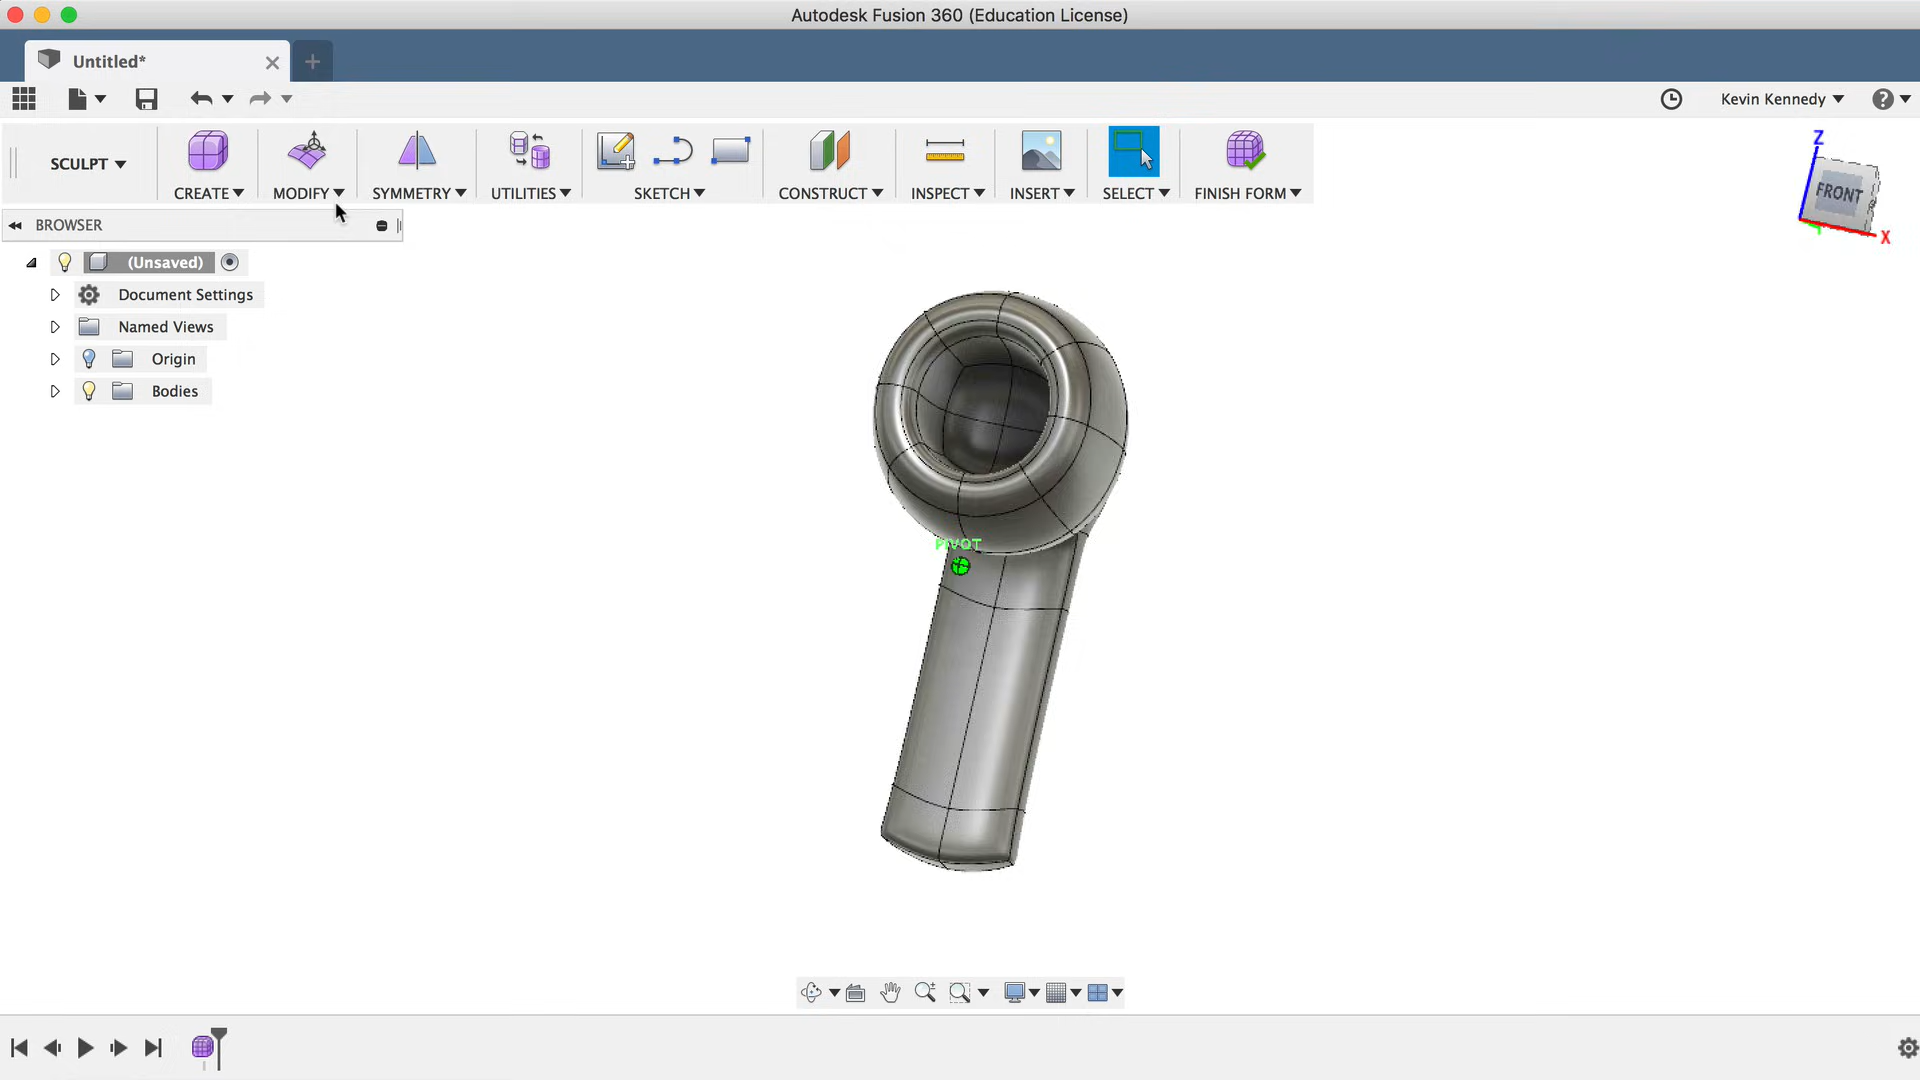 Autodesk Fusion 360 (Education License)
Untitled*
Kevin Kennedy
SCULPT
CREATE
MODIFY
SYMMETRY
UTILITIES
SKETCH
CONSTRUCT
INSPECT
INSERT
SELECT
FINISH FORM
Z
FRONT
X
BROWSER
(Unsaved)
Document Settings
Named Views
Origin
Bodies
PIVOT